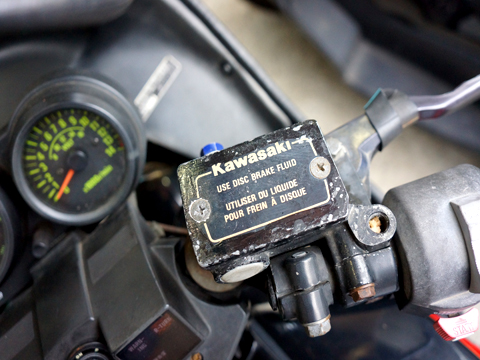 Kawasaki
USE DISC BRAKE FLUID
UTILISER DU LIQUIDE
POUR FREIN À DISQUE